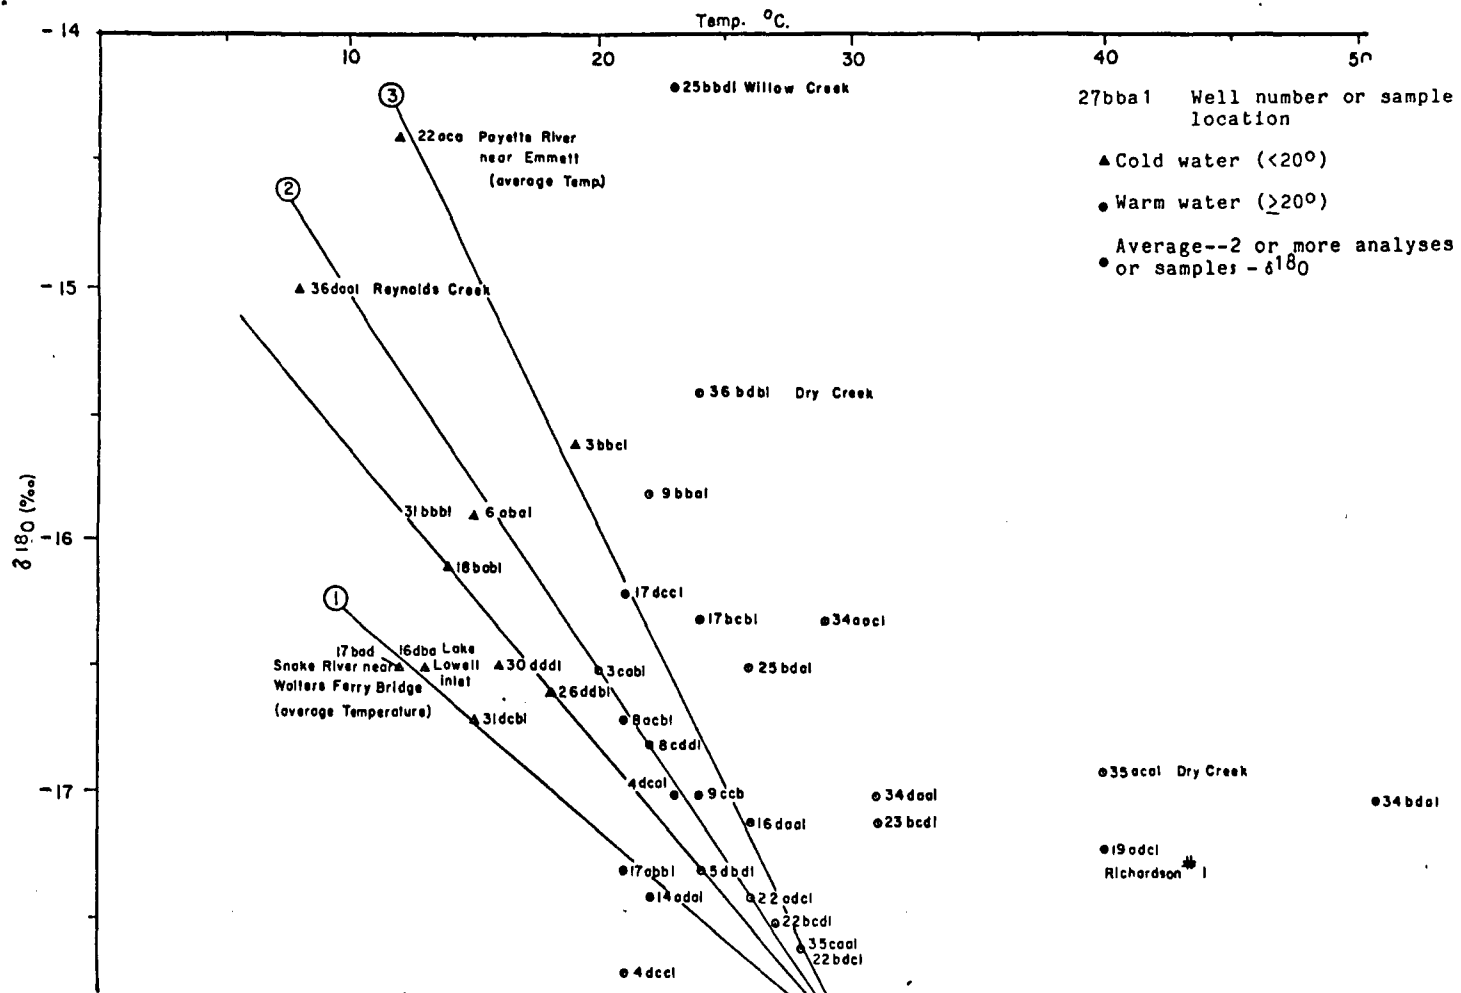 Temp. °C.
-14
10
20
30
40
50
③
25bbd1 Willow Creek
27bba1 Well number or sample
location
22aca Payette River
near Emmett
(average Temp.)
▲ Cold water (<20°)
②
● Warm water (≥20°)
● Average--2 or more analyses
or samples - δ18O
-15
36daa1 Reynolds Creek
36bdb1 Dry Creek
3bbc1
9bba1
δ18O (‰)
31bbb1
6aba1
-16
18bab1
①
17dcc1
17bcb1
34aac1
17bad
16dba Lake
Lowell
inlet
Snake River near
Walters Ferry Bridge
(average Temperature)
30ddd1
3cab1
25bda1
26ddb1
31dcb1
8acb1
8cdd1
-17
4dca1
9ccb
34daa1
35aca1 Dry Creek
34bda1
16daa1
23bcd1
19adc1
Richardson #1
17abb1
5dbd1
14ada1
22adc1
22bcd1
35caa1
22bdc1
4dcc1